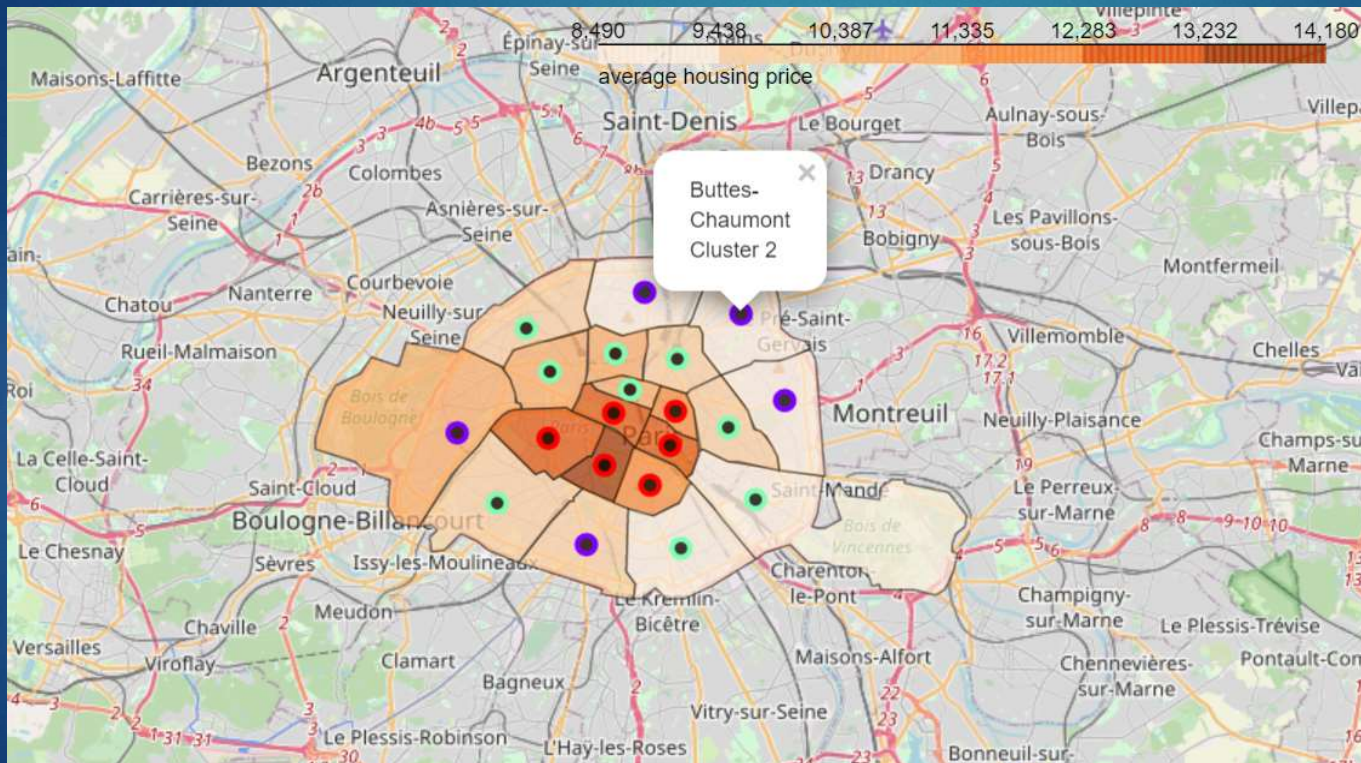 8,490 9,438 10,387 11,335 12,283 13,232 14,180
average housing price
Villepinte
Épinay-sur-
Seine
Maisons-Laffitte
Argenteuil
Saint-Denis
Le Bourget
Aulnay-sous-
Bois
Bezons
Colombes
Drancy
Carrières-sur-
Seine
Asnières-sur-
Seine
Buttes-
Chaumont
Cluster 2
×
Bobigny
Les Pavillons-
sous-Bois
Montfermeil
Courbevoie
Nanterre
Chatou
Neuilly-sur-
Seine
Pré-Saint-
Gervais
Villemomble
Rueil-Malmaison
Chelles
Bois de
Boulogne
Montreuil
Neuilly-Plaisance
Paris
La Celle-Saint-
Cloud
Saint-Cloud
Saint-Mandé
Le Perreux-
sur-Marne
Boulogne-Billancourt
Bois de
Vincennes
Le Chesnay
Sèvres
Issy-les-Moulineaux
Charenton-
le-Pont
Meudon
Le Kremlin-
Bicêtre
Champigny-
sur-Marne
Le Plessis-Trévise
Chaville
Versailles
Viroflay
Clamart
Maisons-Alfort
Chennevières-
sur-Marne
Bagneux
Vitry-sur-Seine
Le Plessis-Robinson
L'Haÿ-les-Roses
Bonneuil-sur-